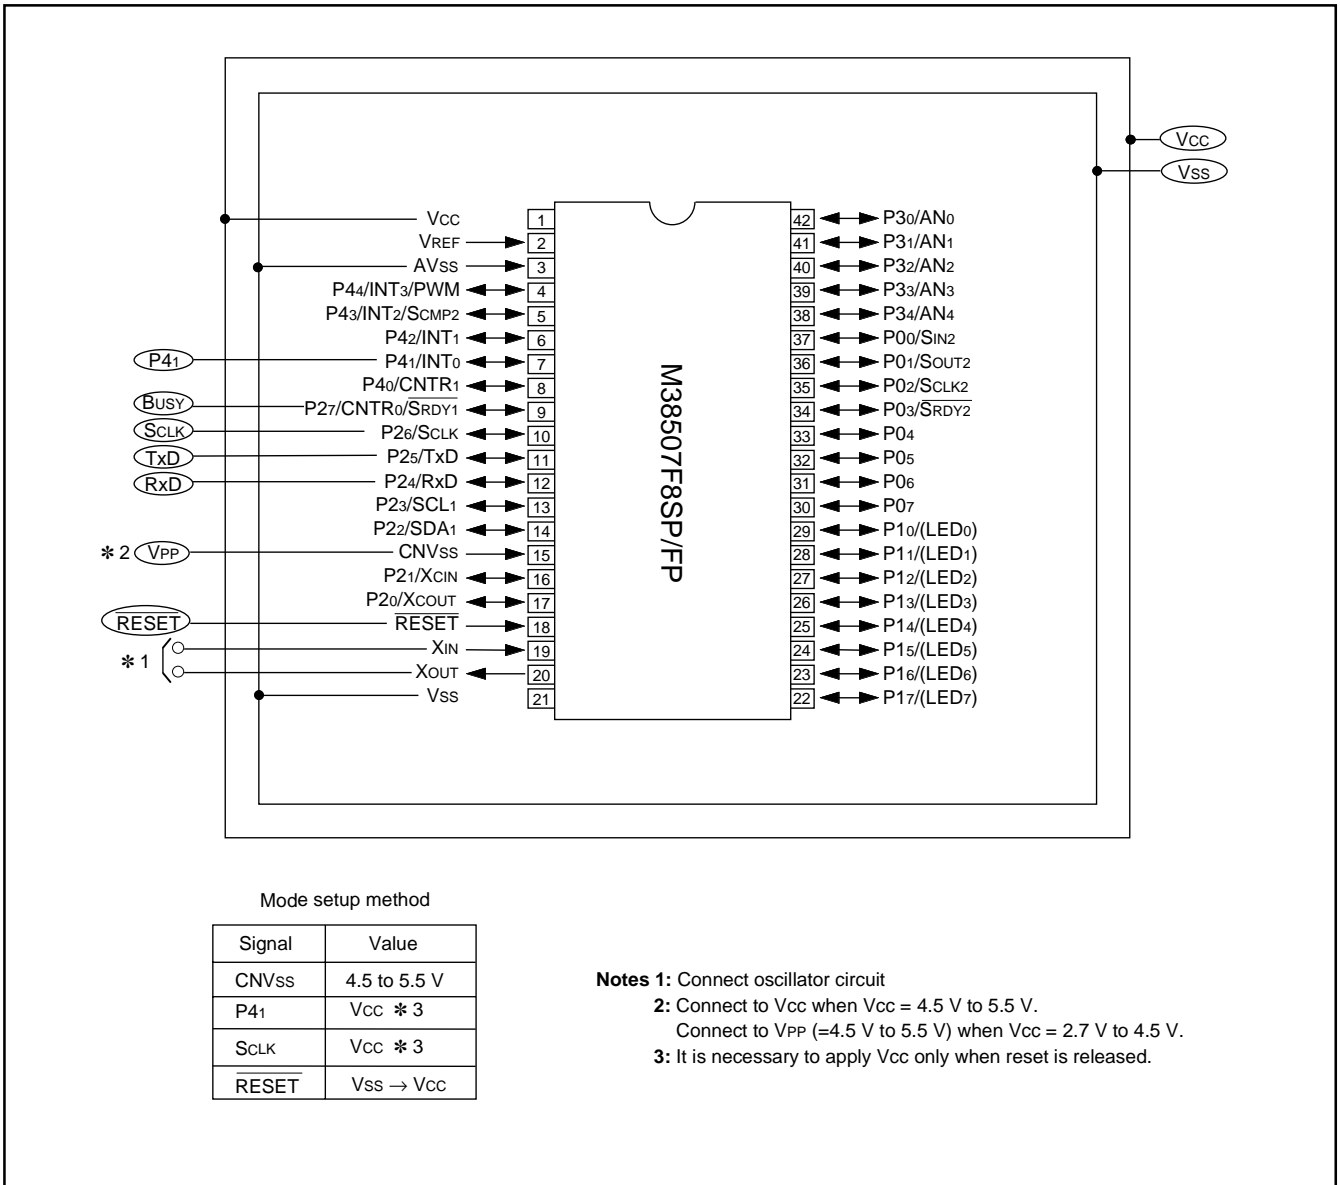 Vcc
Vss
Vcc 1
VREF 2
AVss 3
P44/INT3/PWM 4
P43/INT2/SCMP2 5
P42/INT1 6
P41 P41/INT0 7
P40/CNTR1 8
BUSY P27/CNTR0/SRDY1 9
SCLK P26/SCLK 10
TxD P25/TxD 11
RxD P24/RxD 12
P23/SCL1 13
P22/SDA1 14
✻ 2 VPP CNVss 15
P21/XCIN 16
P20/XCOUT 17
RESET RESET 18
✻ 1
XIN 19
XOUT 20
Vss 21
M38507F8SP/FP
42 P30/AN0
41 P31/AN1
40 P32/AN2
39 P33/AN3
38 P34/AN4
37 P00/SIN2
36 P01/SOUT2
35 P02/SCLK2
34 P03/SRDY2
33 P04
32 P05
31 P06
30 P07
29 P10/(LED0)
28 P11/(LED1)
27 P12/(LED2)
26 P13/(LED3)
25 P14/(LED4)
24 P15/(LED5)
23 P16/(LED6)
22 P17/(LED7)
Mode setup method
Signal Value
CNVss 4.5 to 5.5 V
P41 Vcc ✻ 3
SCLK Vcc ✻ 3
RESET Vss → Vcc
Notes 1: Connect oscillator circuit
2: Connect to Vcc when Vcc = 4.5 V to 5.5 V.
Connect to VPP (=4.5 V to 5.5 V) when Vcc = 2.7 V to 4.5 V.
3: It is necessary to apply Vcc only when reset is released.